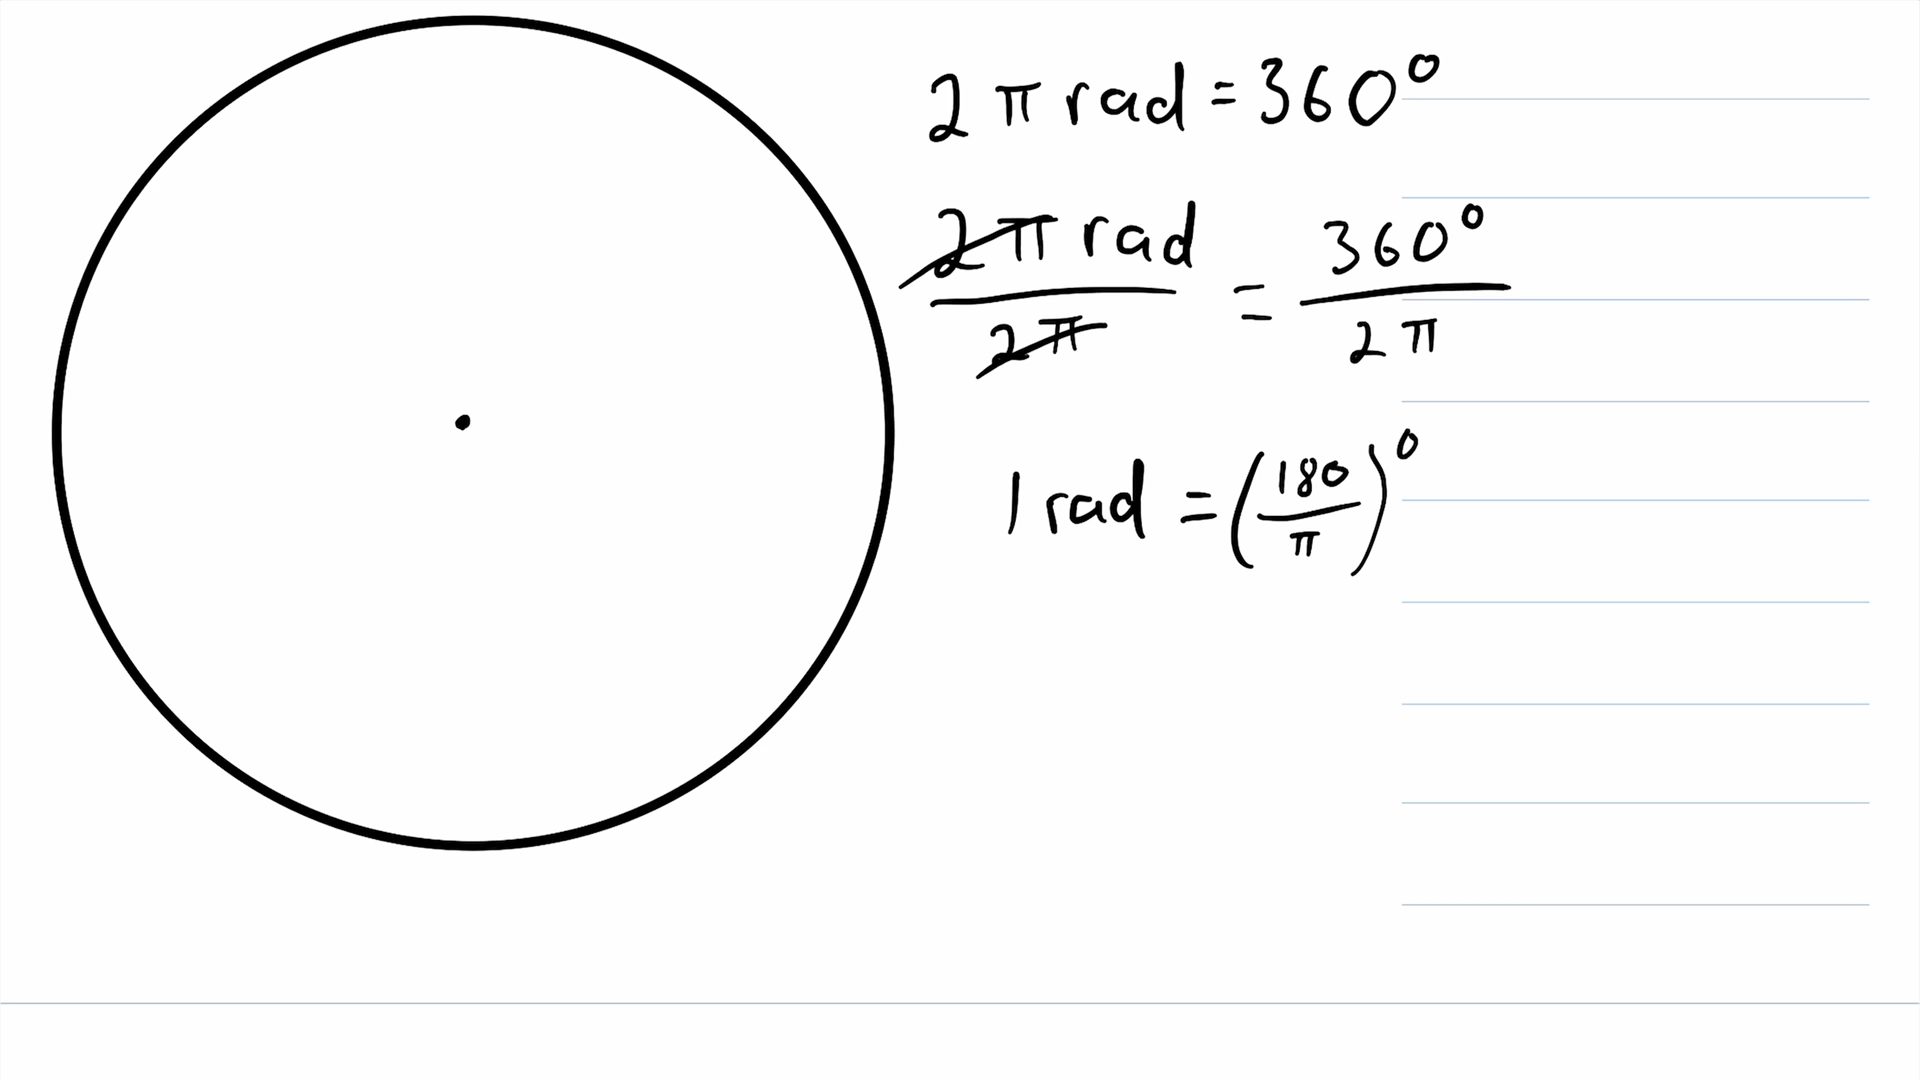 2π rad = 360°
2π rad / 2π = 360° / 2π
1 rad = (180/π)°